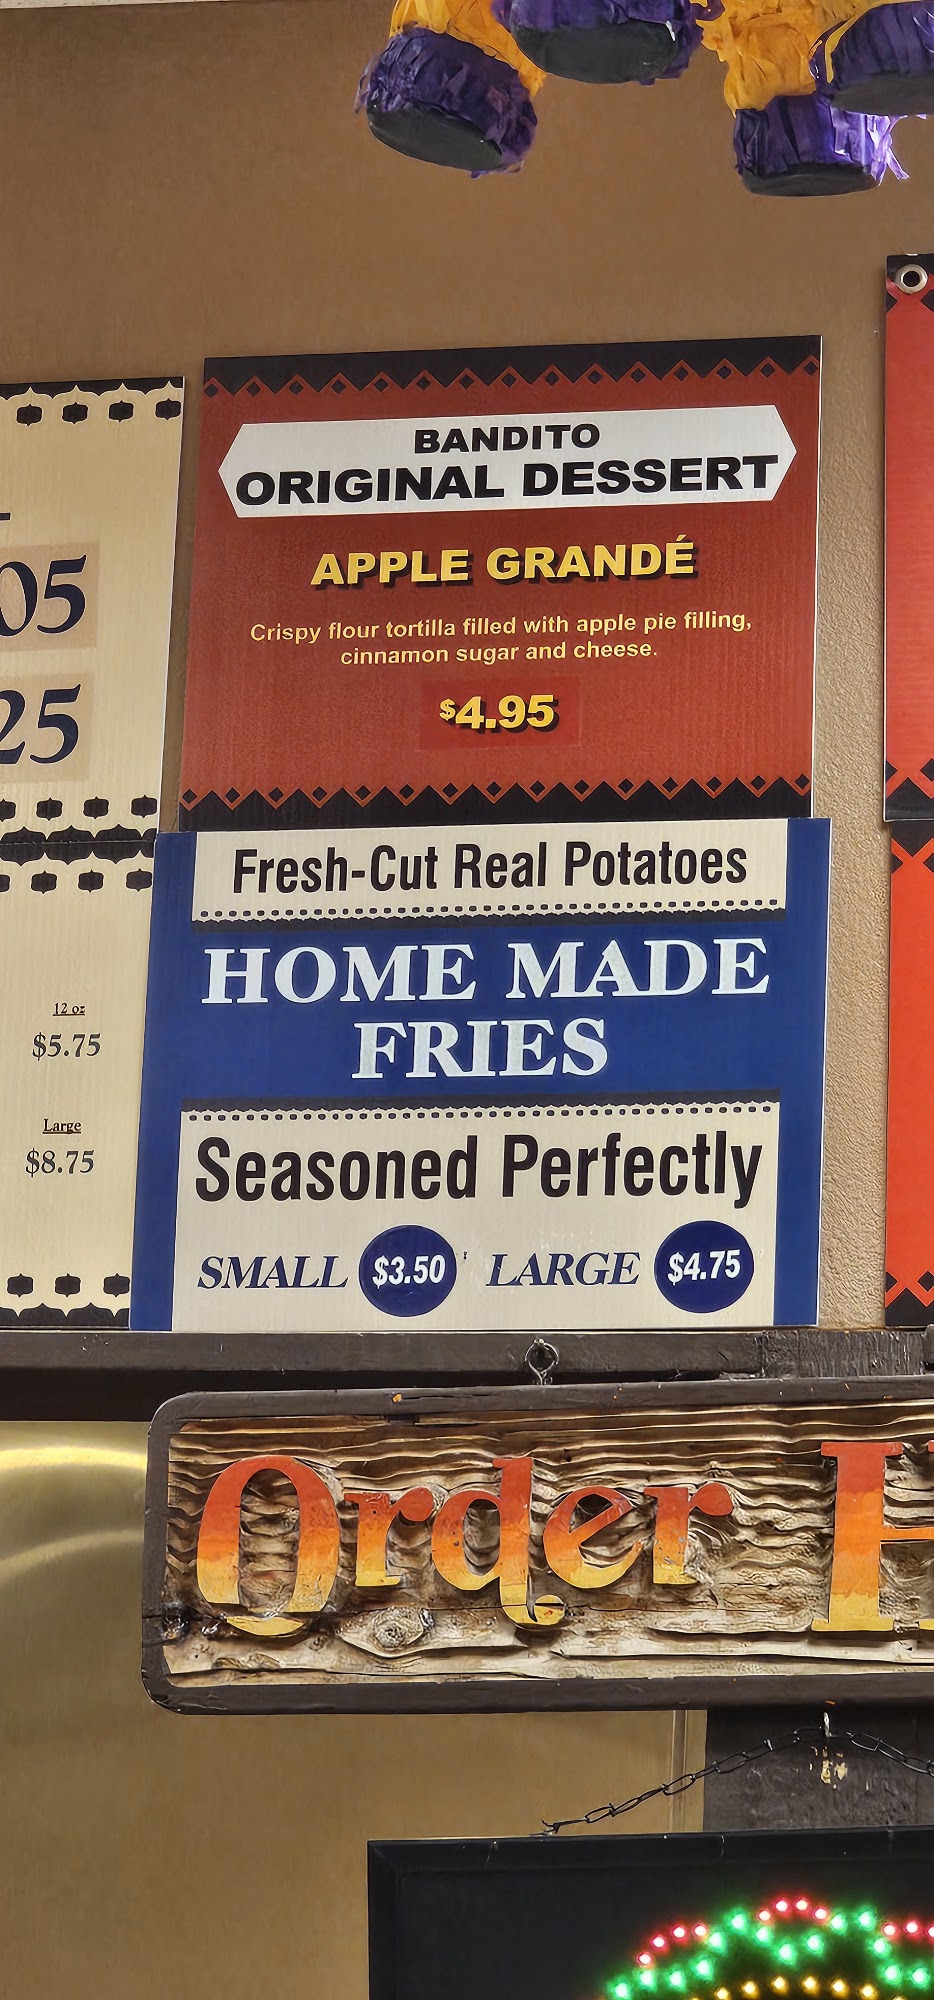 05
25
12 oz
$5.75
Large
$8.75
BANDITO
ORIGINAL DESSERT
APPLE GRANDÉ
Crispy flour tortilla filled with apple pie filling,
cinnamon sugar and cheese.
$4.95
Fresh-Cut Real Potatoes
HOME MADE
FRIES
Seasoned Perfectly
SMALL $3.50 LARGE $4.75
Order H